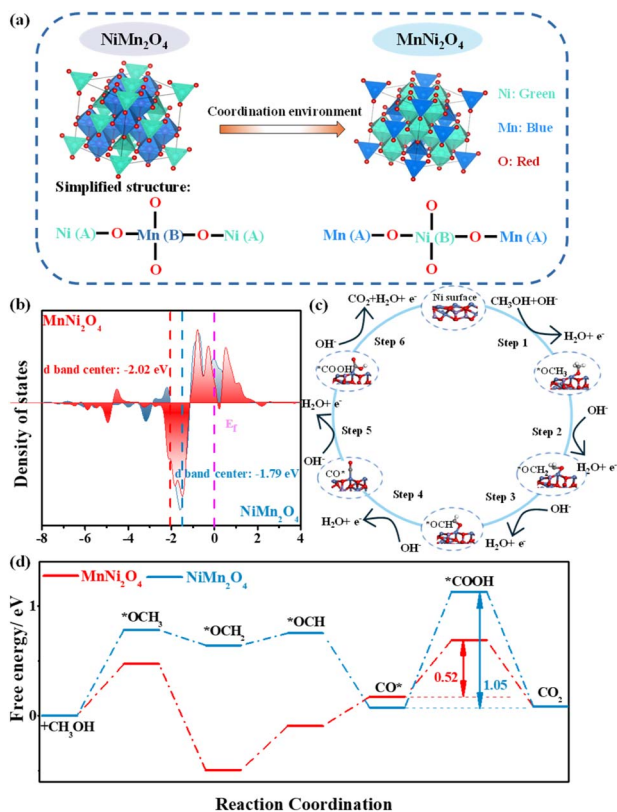 (a)
NiMn2O4
MnNi2O4
Coordination environment
Ni: Green
Mn: Blue
O: Red
Simplified structure:
O
Ni (A) O Mn (B) O Ni (A)
O
O
Mn (A) O Ni (B) O Mn (A)
O
(b)
MnNi2O4
d band center: -2.02 eV
Ef
d band center: -1.79 eV
NiMn2O4
Density of states
-8 -6 -4 -2 0 2 4
(c)
Ni surface
CH3OH+OH-
Step 1
H2O+ e-
*OCH3
OH-
Step 2
H2O+ e-
*OCH2
OH-
Step 3
H2O+ e-
*OCH
OH-
Step 4
H2O+ e-
CO*
OH-
Step 5
H2O+ e-
*COOH
OH-
Step 6
CO2+H2O+ e-
(d)
MnNi2O4 NiMn2O4
Free energy/ eV
1
0
+CH3OH
*OCH3
*OCH2
*OCH
CO*
*COOH
0.52
1.05
CO2
Reaction Coordination